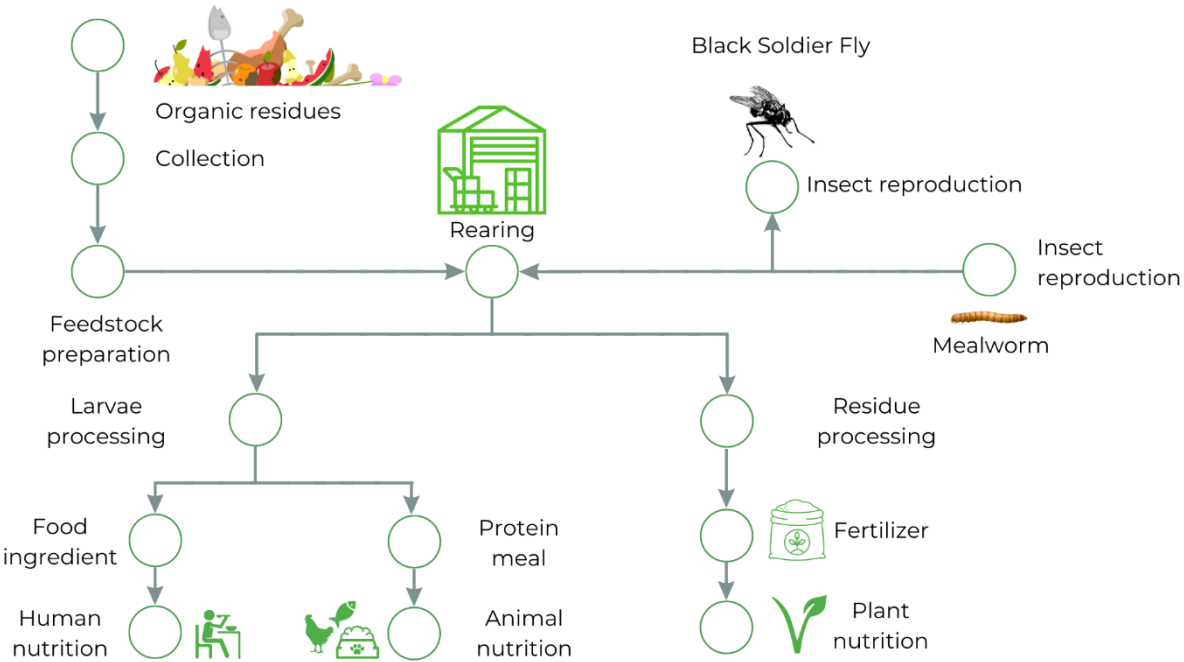 Black Soldier Fly
Organic residues
Collection
Insect reproduction
Rearing
Insect
reproduction
Feedstock
preparation
Mealworm
Larvae
processing
Residue
processing
Food
ingredient
Protein
meal
Fertilizer
Human
nutrition
Animal
nutrition
Plant
nutrition